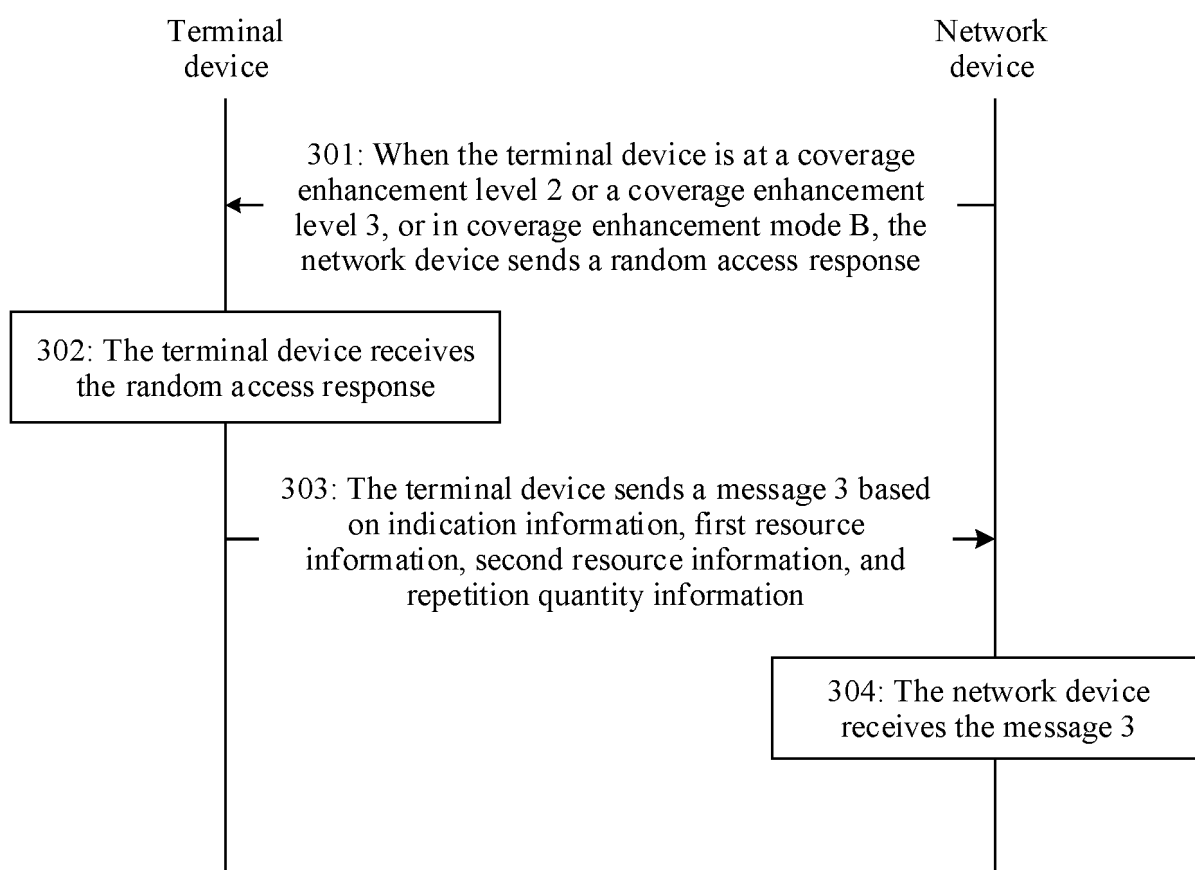 Terminal
device
Network
device
301: When the terminal device is at a coverage
enhancement level 2 or a coverage enhancement
level 3, or in coverage enhancement mode B, the
network device sends a random access response
302: The terminal device receives
the random access response
303: The terminal device sends a message 3 based
on indication information, first resource
information, second resource information, and
repetition quantity information
304: The network device
receives the message 3